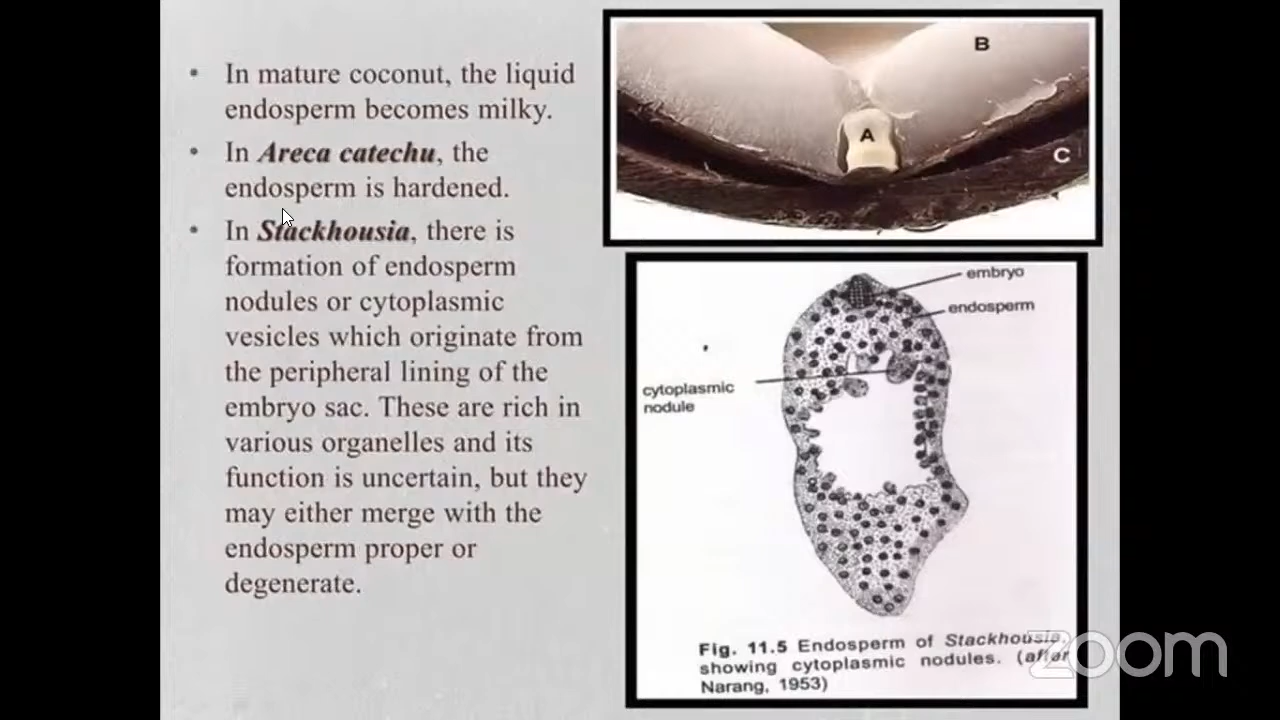 • In mature coconut, the liquid
endosperm becomes milky.
• In Areca catechu, the
endosperm is hardened.
• In Stackhousia, there is
formation of endosperm
nodules or cytoplasmic
vesicles which originate from
the peripheral lining of the
embryo sac. These are rich in
various organelles and its
function is uncertain, but they
may either merge with the
endosperm proper or
degenerate.
B
A
C
embryo
endosperm
cytoplasmic
nodule
Fig. 11.5 Endosperm of Stackhousia,
showing cytoplasmic nodules. (after
Narang, 1953)
zoom